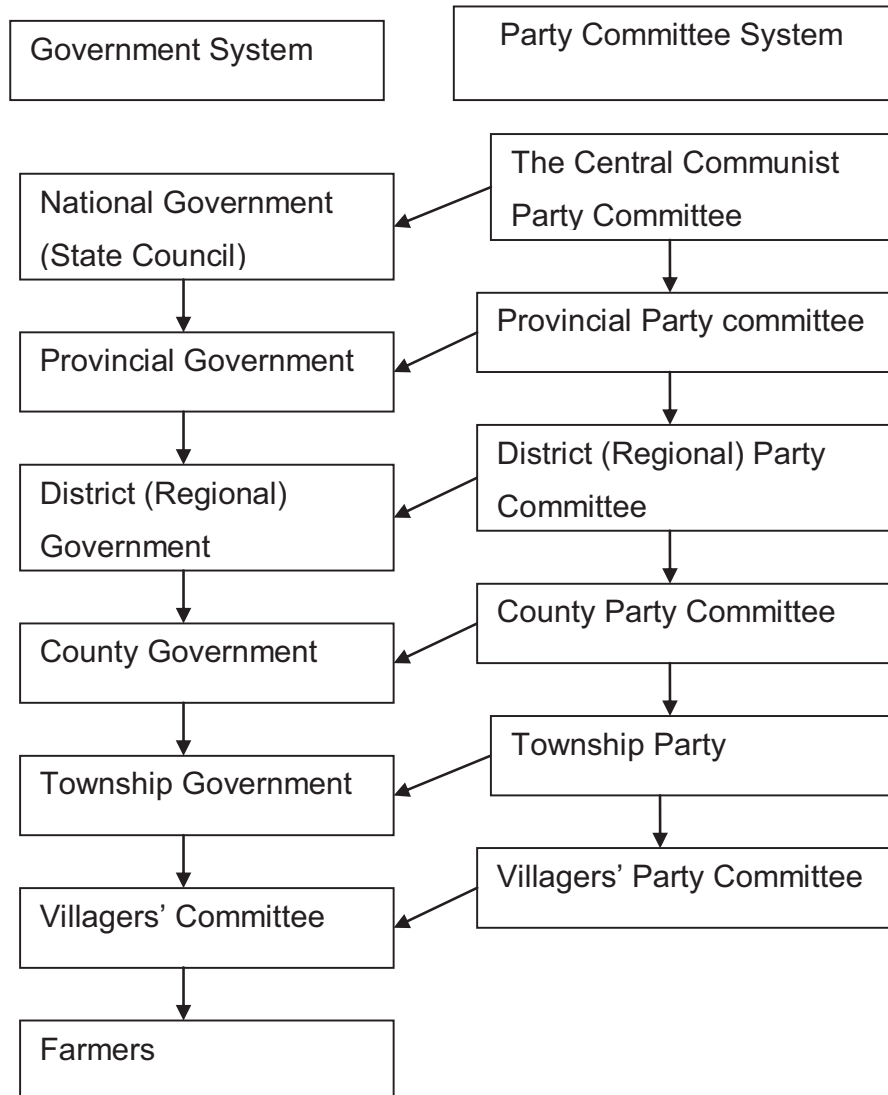 Government System
Party Committee System
The Central Communist
Party Committee
National Government
(State Council)
Provincial Party committee
Provincial Government
District (Regional) Party
Committee
District (Regional)
Government
County Party Committee
County Government
Township Party
Township Government
Villagers’ Party Committee
Villagers’ Committee
Farmers